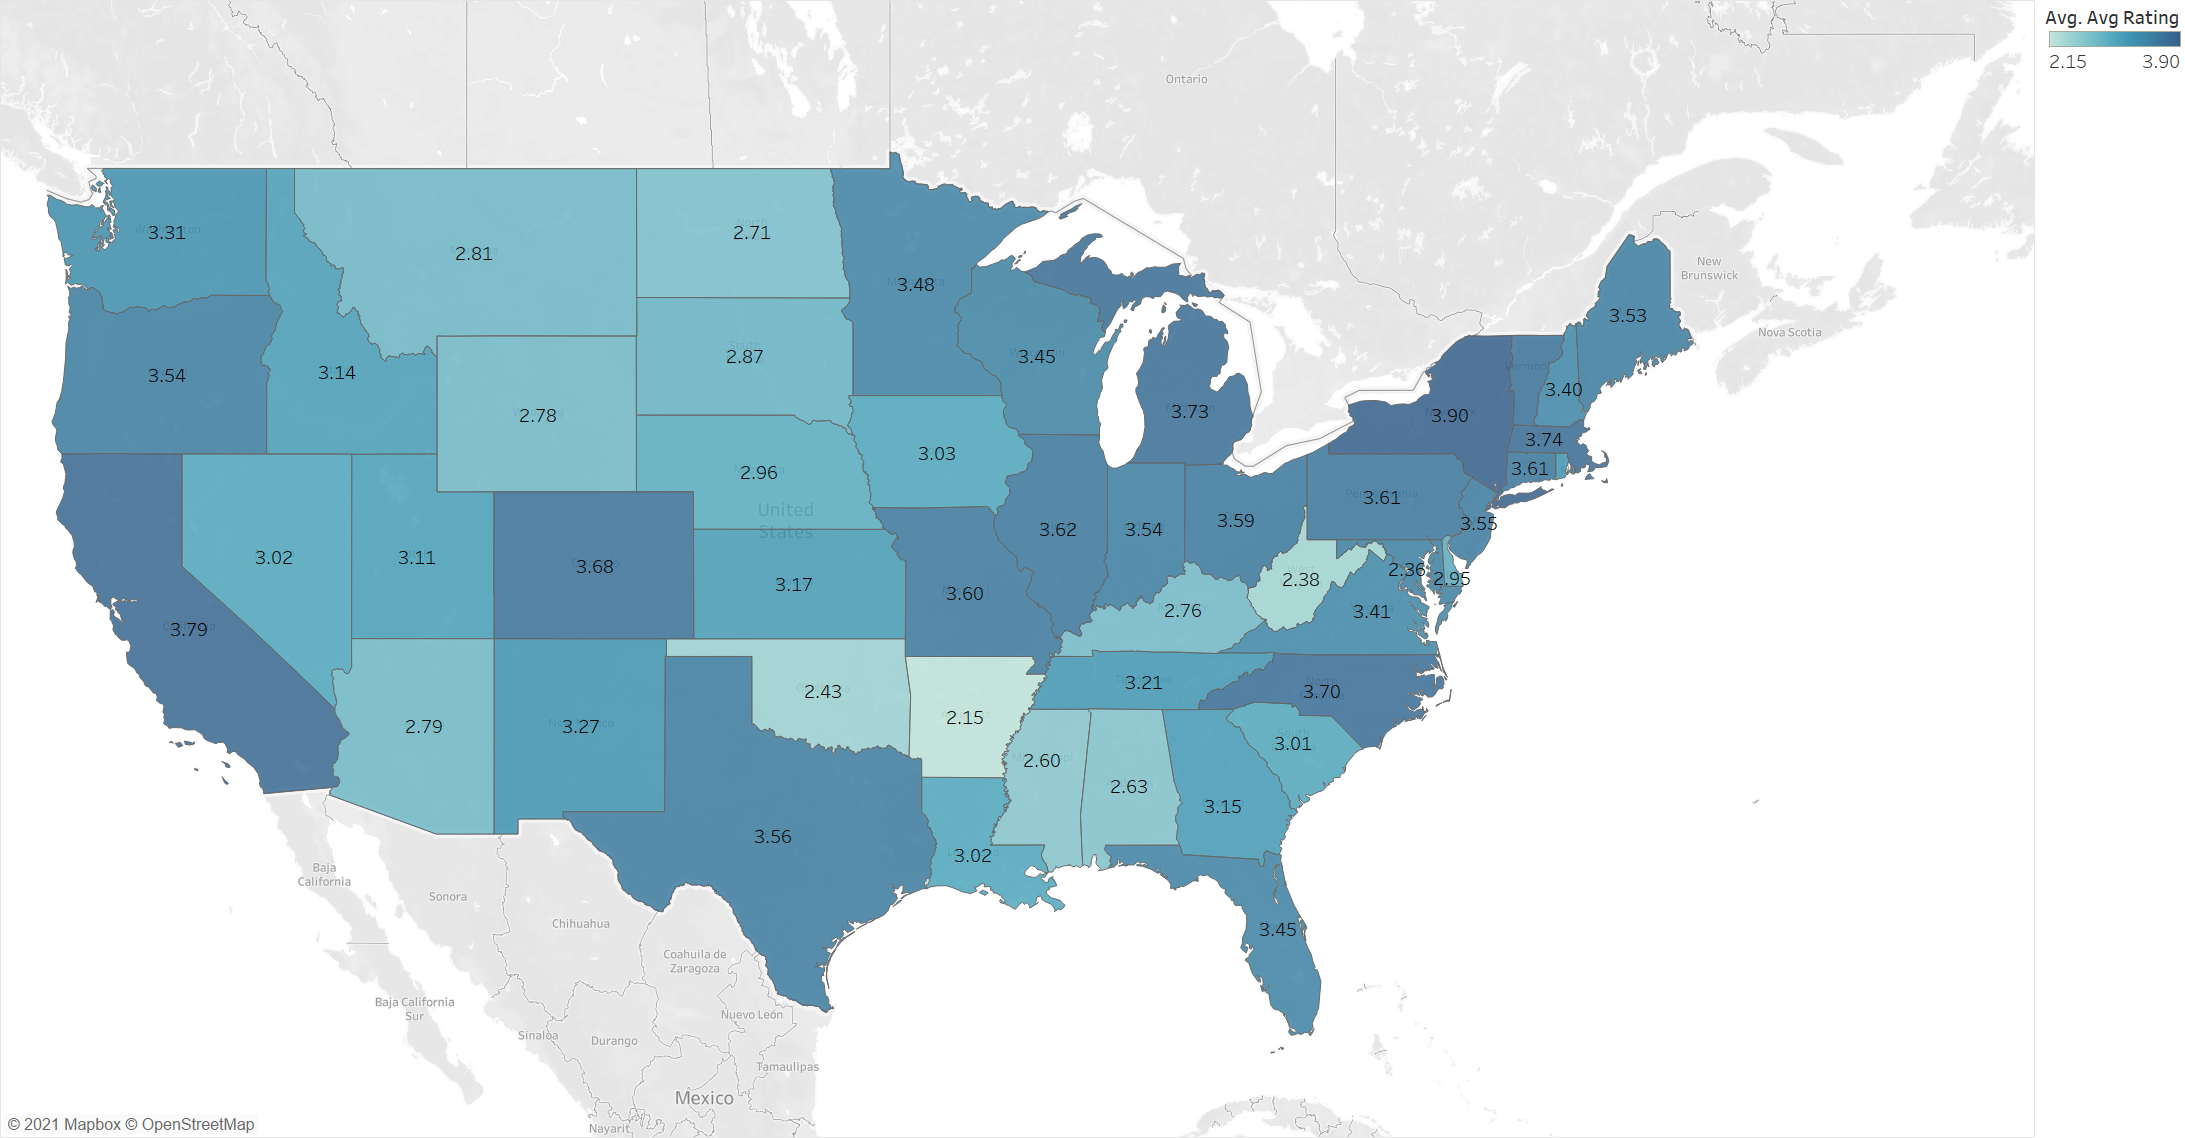 Avg. Avg Rating
2.15 3.90
Ontario
New
Brunswick
Nova Scotia
3.31
2.81
North
2.71
3.48
3.53
3.54
3.14
2.78
South
2.87
3.45
3.73
3.90
Vermont
3.40
3.74
3.61
3.03
2.96
United
States
3.79
3.02
3.11
3.68
3.17
3.60
3.62
3.54
3.59
3.61
3.55
2.36
2.95
West
2.38
3.41
2.76
3.21
North
3.70
2.79
3.27
2.43
2.15
2.60
2.63
3.15
South
3.01
3.56
3.02
3.45
Baja
California
Sonora
Chihuahua
Coahuila de
Zaragoza
Baja California
Sur
Sinaloa
Durango
Nuevo León
Tamaulipas
Mexico
Nayarit
© 2021 Mapbox © OpenStreetMap